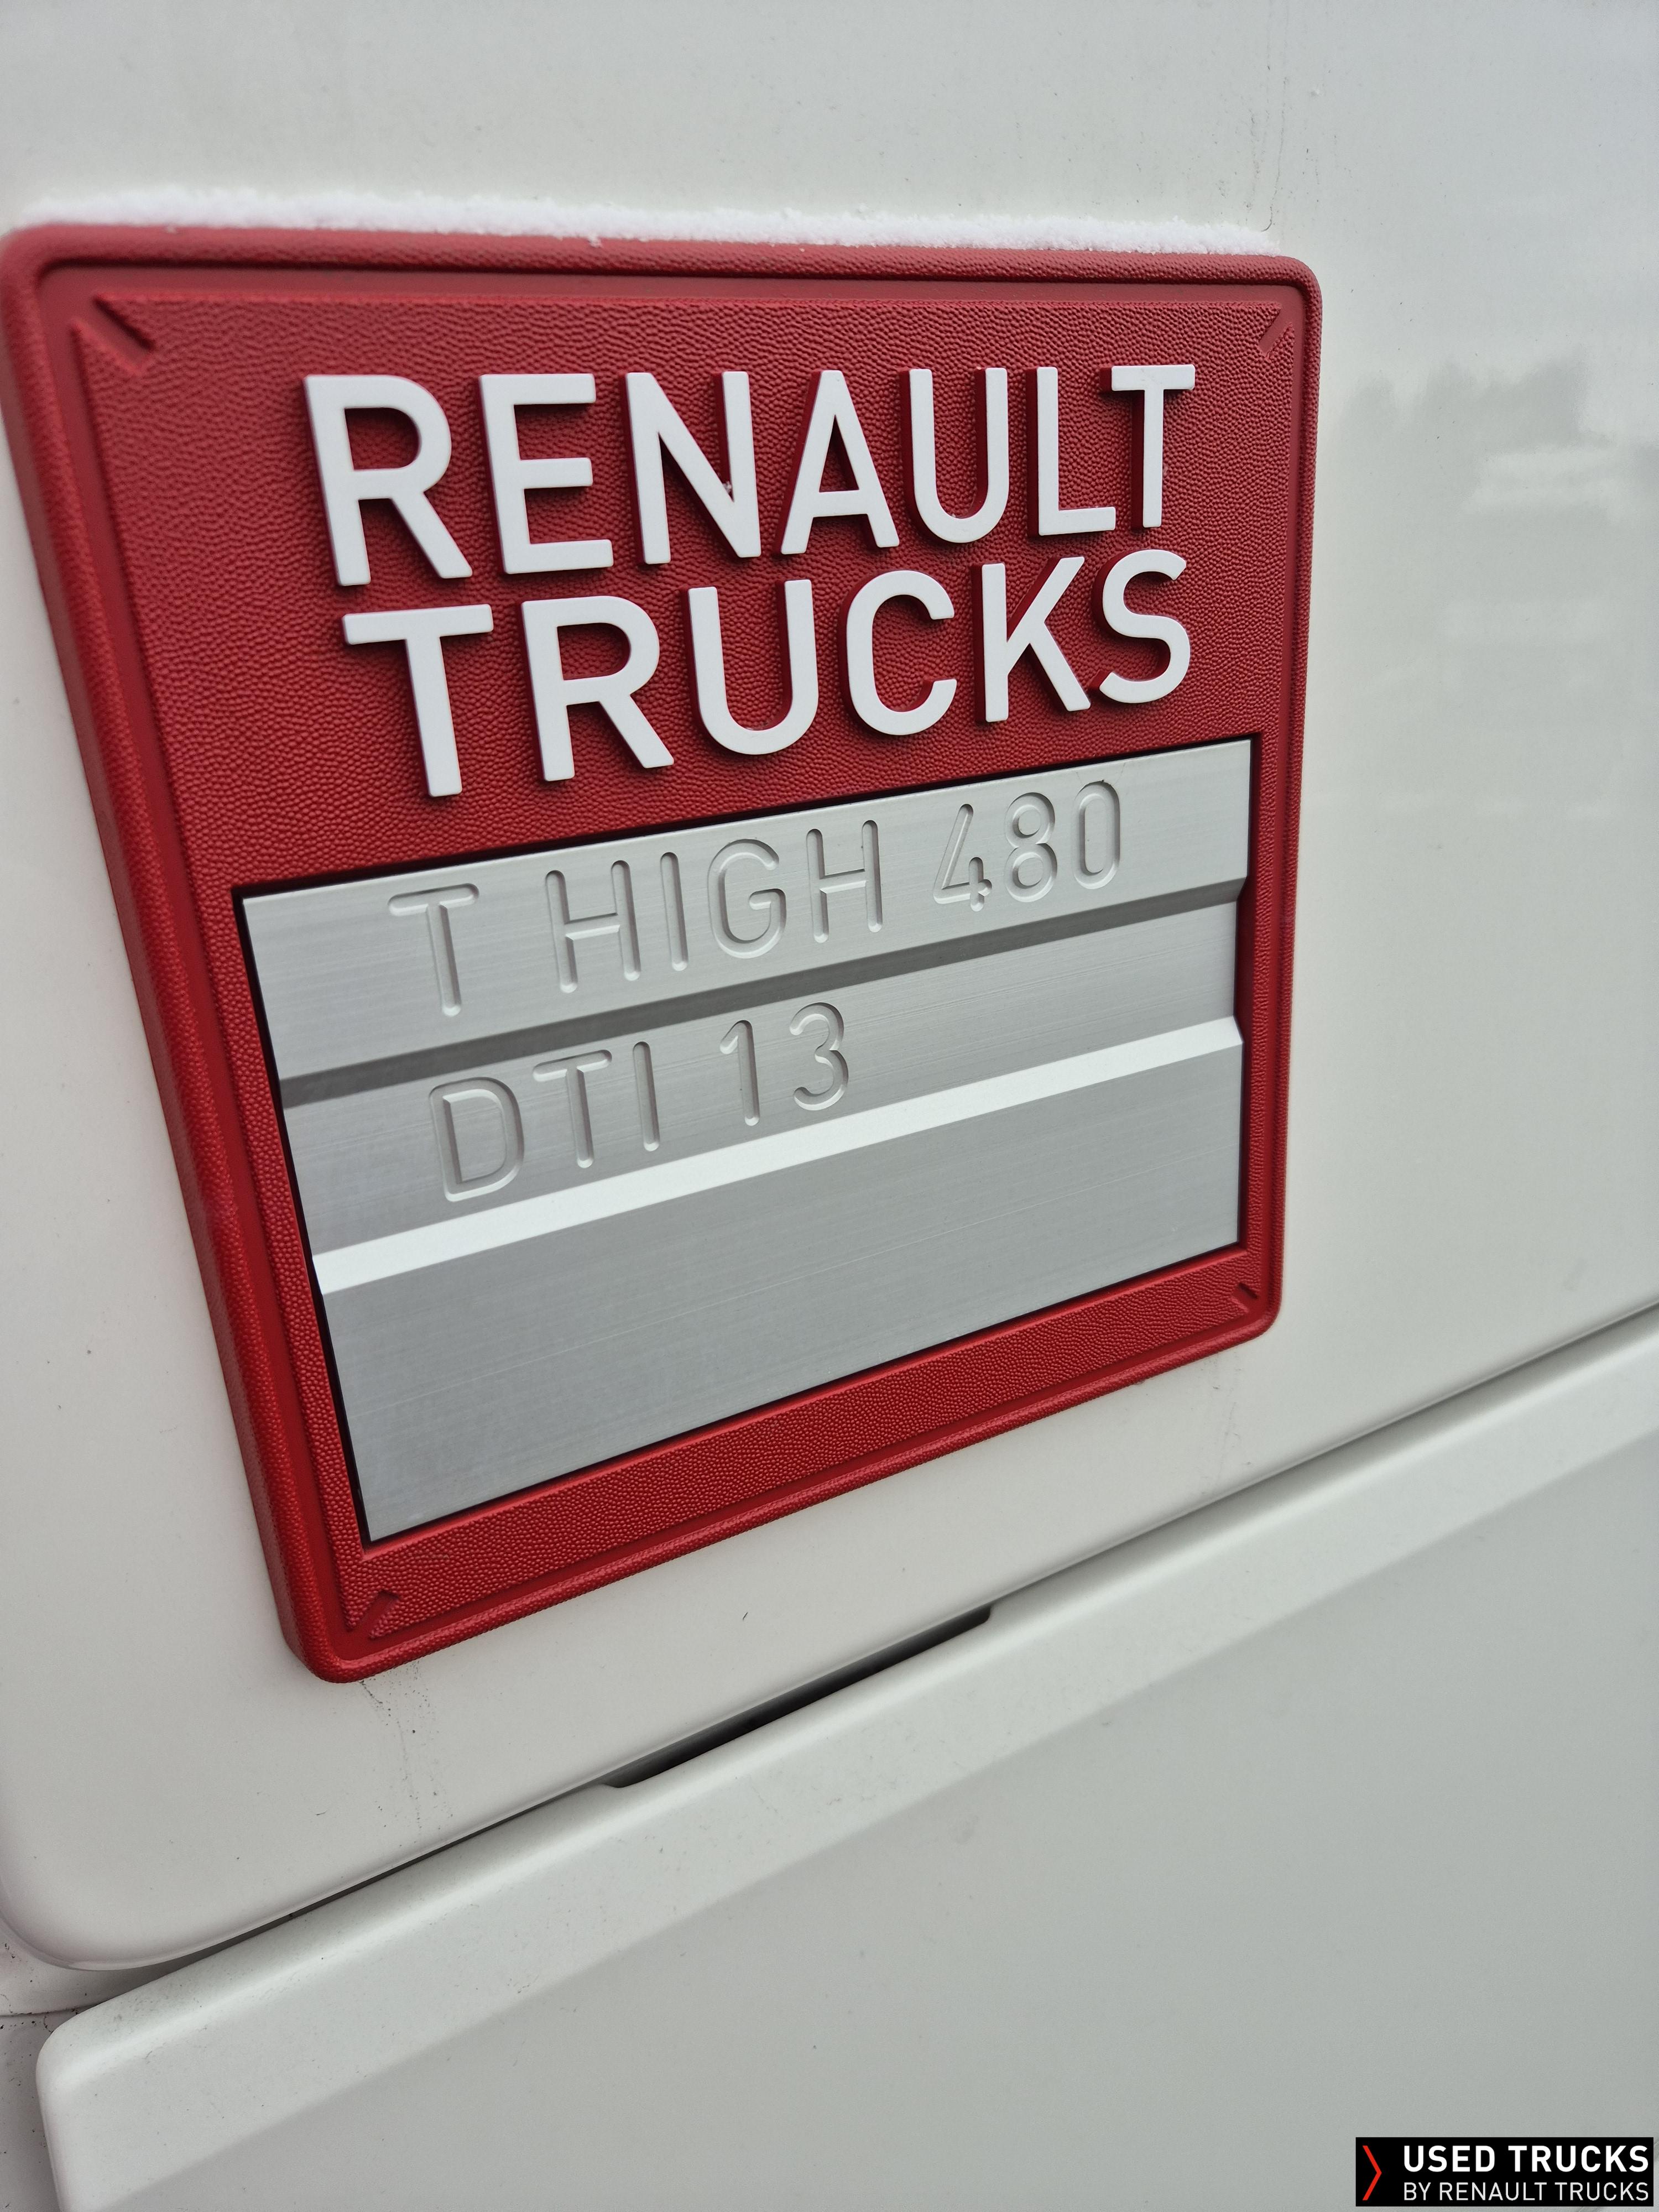 RENAULT
TRUCKS
T HIGH 480
DTI 13
USED TRUCKS
BY RENAULT TRUCKS